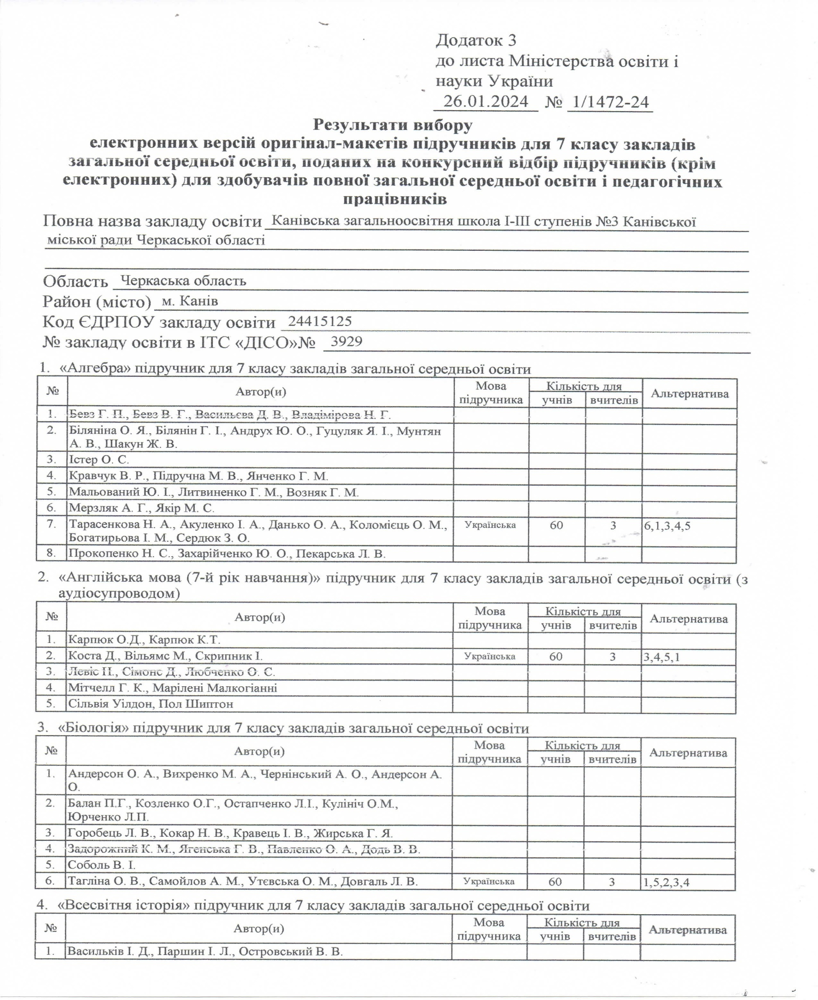 Додаток 3
до листа Міністерства освіти і
науки України
26.01.2024 № 1/1472-24
Результати вибору
електронних версій оригінал-макетів підручників для 7 класу закладів
загальної середньої освіти, поданих на конкурсний відбір підручників (крім
електронних) для здобувачів повної загальної середньої освіти і педагогічних
працівників
Повна назва закладу освіти Канівська загальноосвітня школа І-ІІІ ступенів №3 Канівської
міської ради Черкаської області
Область Черкаська область
Район (місто) м. Канів
Код ЄДРПОУ закладу освіти 24415125
№ закладу освіти в ІТС «ДІСО»№ 3929
1. «Алгебра» підручник для 7 класу закладів загальної середньої освіти
№ Автор(и) Мова підручника Кількість для учнів вчителів Альтернатива
1. Бевз Г. П., Бевз В. Г., Васильєва Д. В., Владімірова Н. Г.
2. Біляніна О. Я., Білянін Г. І., Андрух Ю. О., Гуцуляк Я. І., Мунтян
А. В., Шакун Ж. В.
3. Істер О. С.
4. Кравчук В. Р., Підручна М. В., Янченко Г. М.
5. Мальований Ю. І., Литвиненко Г. М., Возняк Г. М.
6. Мерзляк А. Г., Якір М. С.
7. Тарасенкова Н. А., Акуленко І. А., Данько О. А., Коломієць О. М., Українська 60 3 6,1,3,4,5
Богатирьова І. М., Сердюк З. О.
8. Прокопенко Н. С., Захарійченко Ю. О., Пекарська Л. В.
2. «Англійська мова (7-й рік навчання)» підручник для 7 класу закладів загальної середньої освіти (з
аудіосупроводом)
№ Автор(и) Мова підручника Кількість для учнів вчителів Альтернатива
1. Карпюк О.Д., Карпюк К.Т.
2. Коста Д., Вільямс М., Скрипник І. Українська 60 3 3,4,5,1
3. Левіс Н., Сімонс Д., Любченко О. С.
4. Мітчелл Г. К., Марілені Малкогіанні
5. Сільвія Уілдон, Пол Шиптон
3. «Біологія» підручник для 7 класу закладів загальної середньої освіти
№ Автор(и) Мова підручника Кількість для учнів вчителів Альтернатива
1. Андерсон О. А., Вихренко М. А., Чернінський А. О., Андерсон А.
О.
2. Балан П.Г., Козленко О.Г., Остапченко Л.І., Кулініч О.М.,
Юрченко Л.П.
3. Горобець Л. В., Кокар Н. В., Кравець І. В., Жирська Г. Я.
4. Задорожний К. М., Ягенська Г. В., Павленко О. А., Додь В. В.
5. Соболь В. І.
6. Тагліна О. В., Самойлов А. М., Утєвська О. М., Довгаль Л. В. Українська 60 3 1,5,2,3,4
4. «Всесвітня історія» підручник для 7 класу закладів загальної середньої освіти
№ Автор(и) Мова підручника Кількість для учнів вчителів Альтернатива
1. Васильків І. Д., Паршин І. Л., Островський В. В.